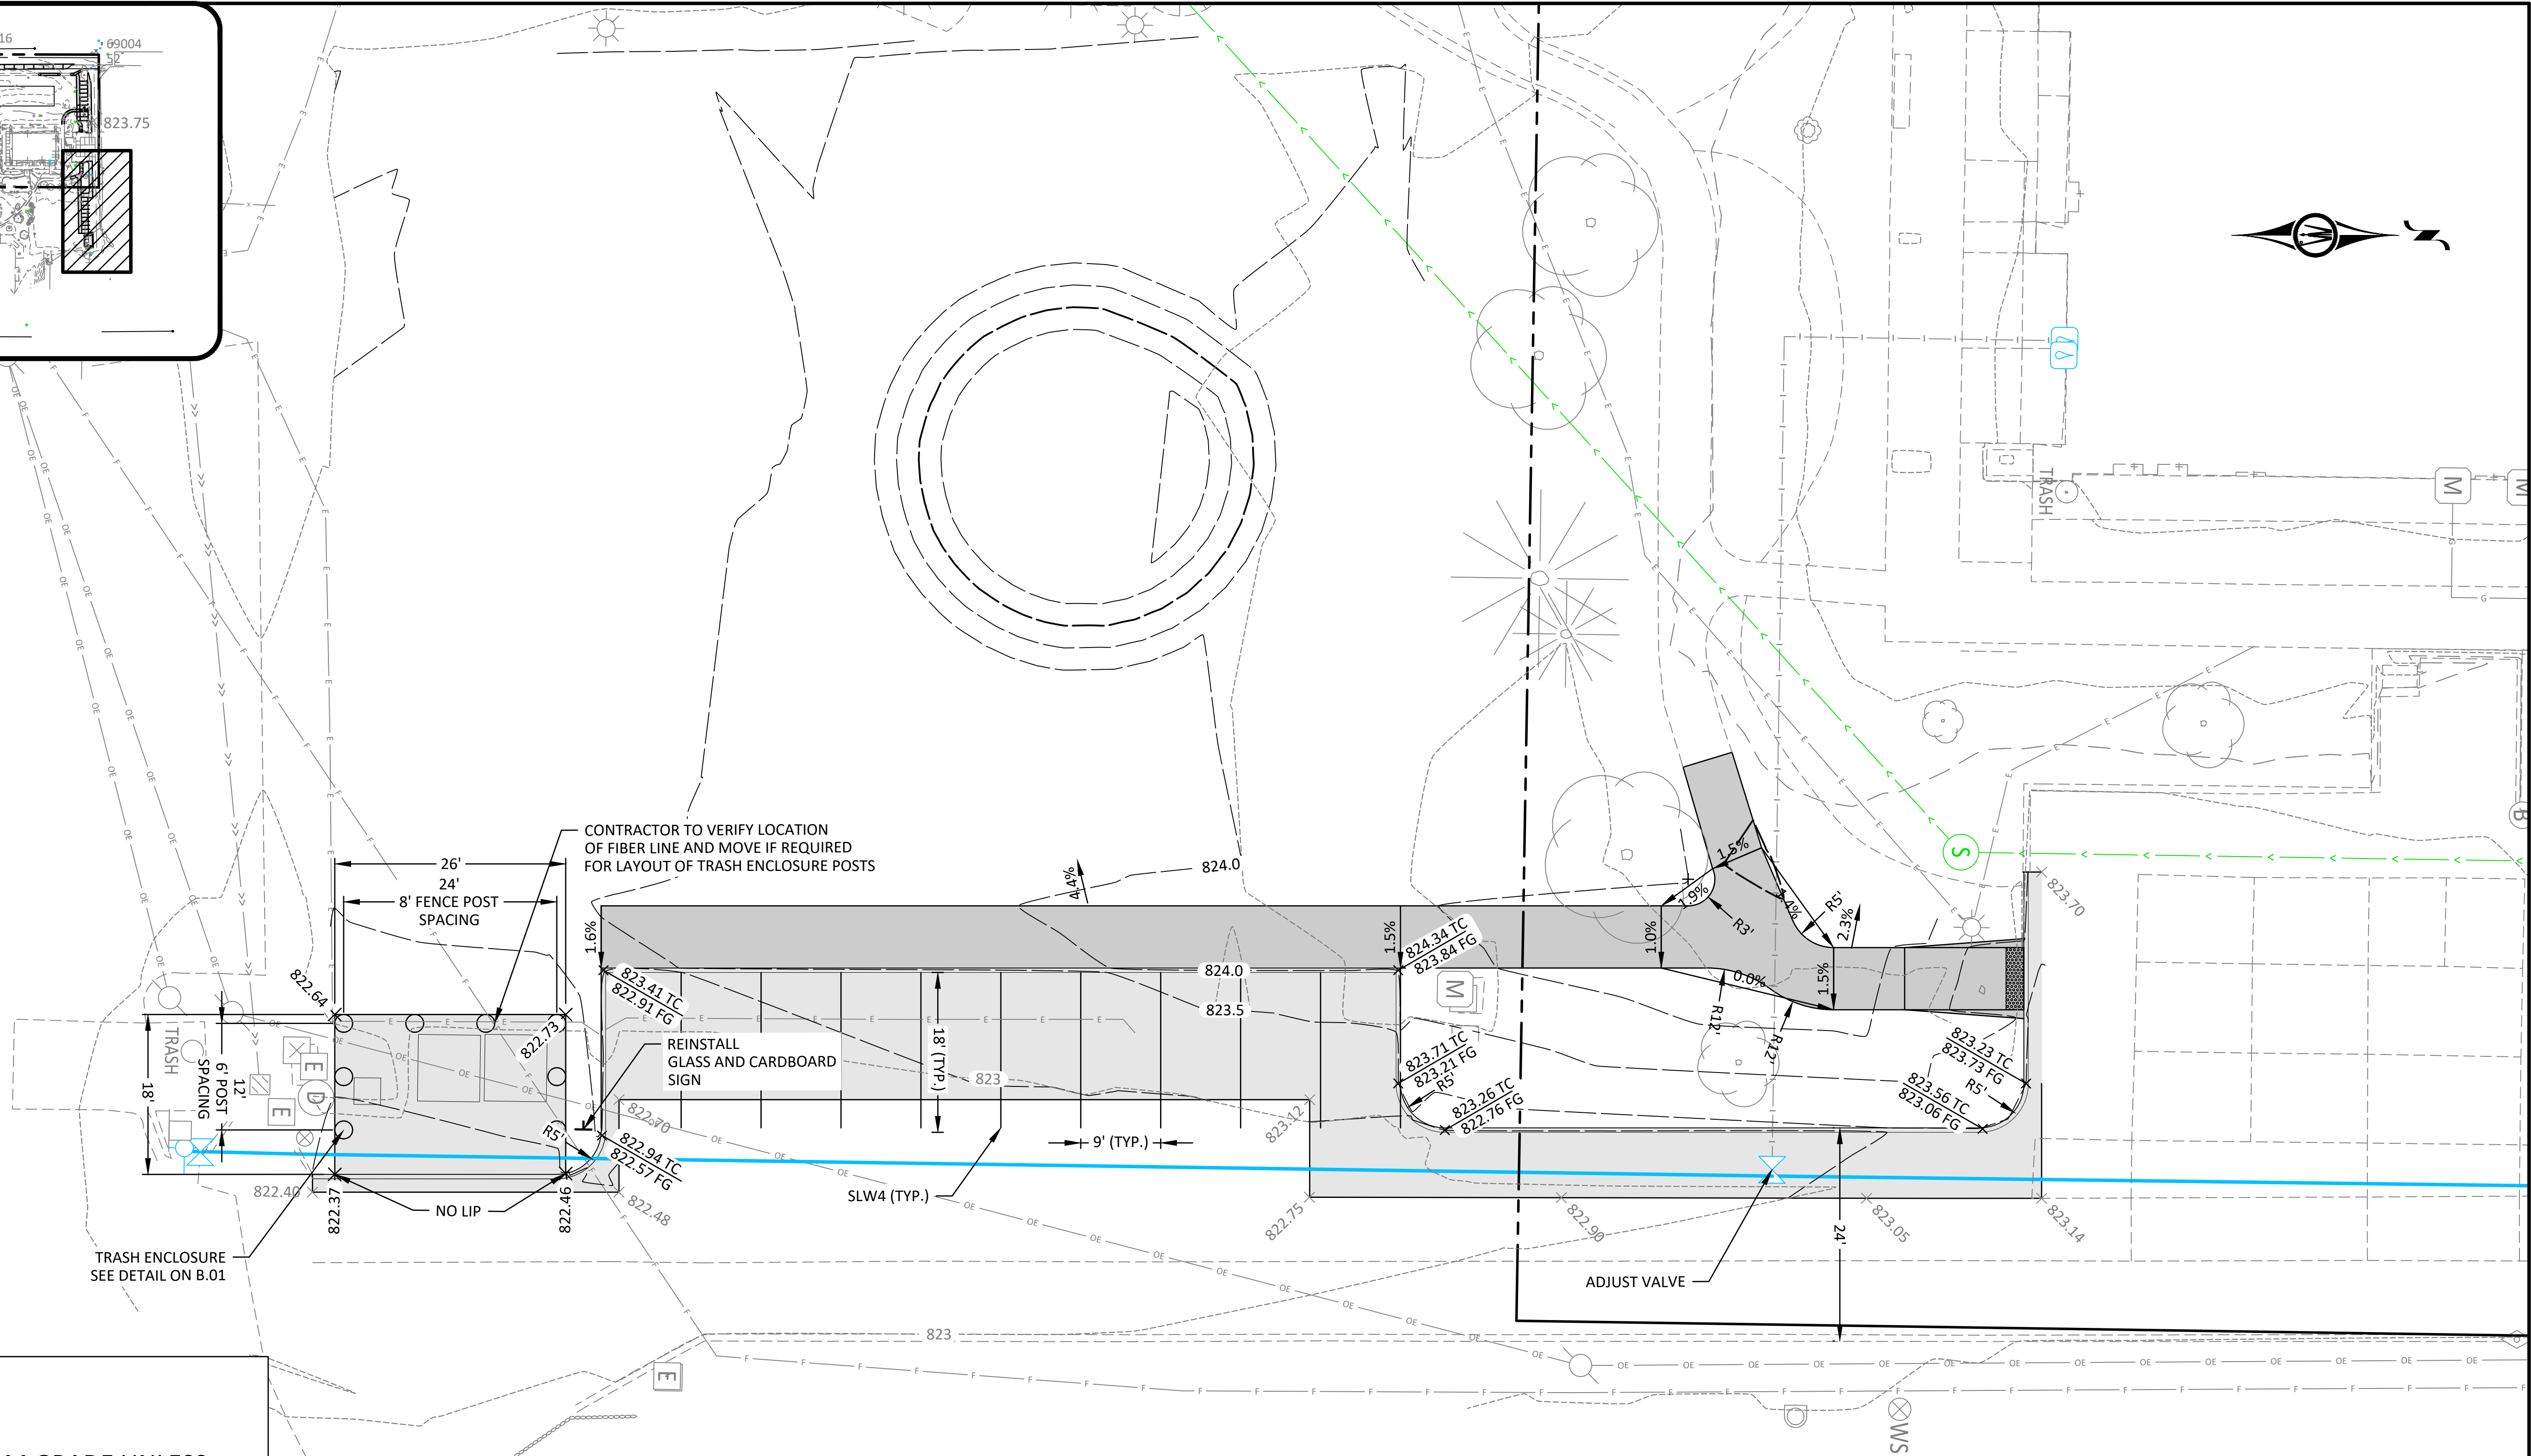 16
69004
52
823.75
N
TRASH
M
M
G
G
S
B
823.70
CONTRACTOR TO VERIFY LOCATION
OF FIBER LINE AND MOVE IF REQUIRED
FOR LAYOUT OF TRASH ENCLOSURE POSTS
26'
24'
8' FENCE POST
SPACING
4.4%
824.0
1.5%
1.9%
R3'
R5'
2.3%
1.6%
1.5%
1.0%
0.0%
1.5%
824.34 TC
823.84 FG
824.0
823.5
823.41 TC
822.91 FG
822.64
822.73
REINSTALL
GLASS AND CARDBOARD
SIGN
18' (TYP.)
823
M
R12'
R12'
823.71 TC
823.21 FG
R5'
823.26 TC
822.76 FG
823.23 TC
823.73 FG
823.56 TC
823.06 FG
R5'
TRASH
E
D
E
12'
6' POST
SPACING
18'
R5'
822.70
822.94 TC
822.57 FG
823.12
9' (TYP.)
SLW4 (TYP.)
822.40
822.37
NO LIP
822.46
822.48
822.75
822.90
823.05
823.14
24'
TRASH ENCLOSURE
SEE DETAIL ON B.01
ADJUST VALVE
823
E
WS
GRADE UNLESS